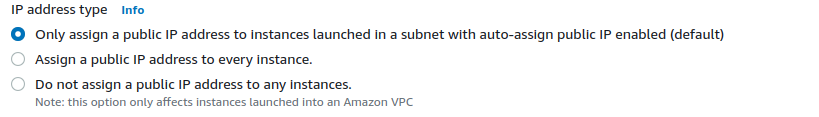 IP address type Info
Only assign a public IP address to instances launched in a subnet with auto-assign public IP enabled (default)
Assign a public IP address to every instance.
Do not assign a public IP address to any instances.
Note: this option only affects instances launched into an Amazon VPC